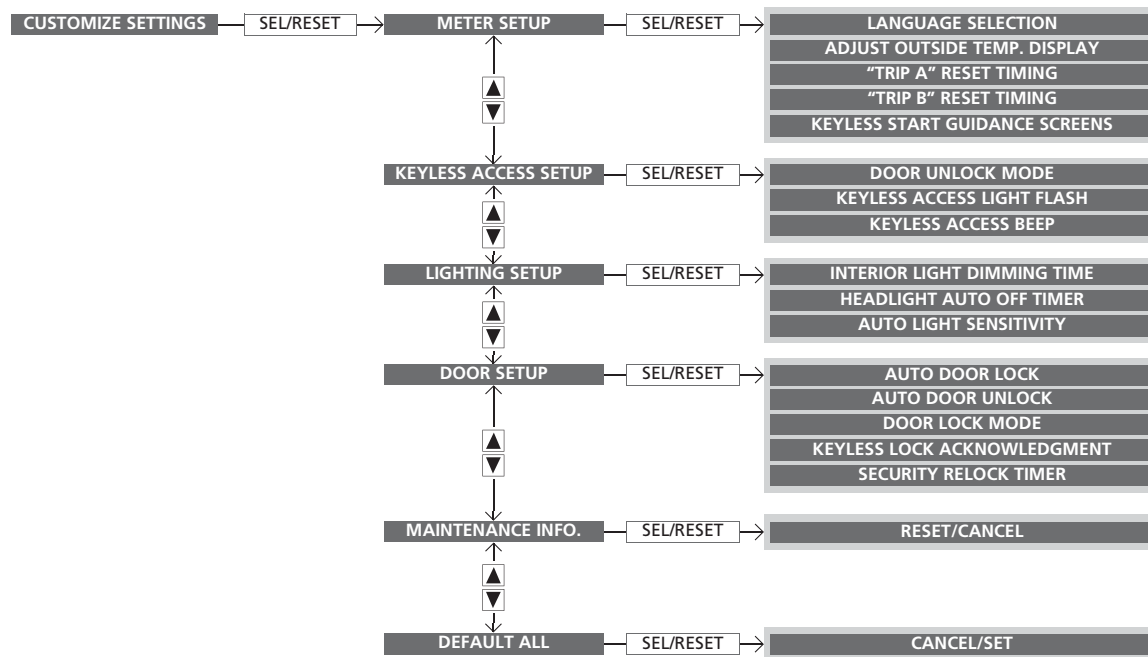 CUSTOMIZE SETTINGS SEL/RESET METER SETUP SEL/RESET LANGUAGE SELECTION
ADJUST OUTSIDE TEMP. DISPLAY
“TRIP A” RESET TIMING
“TRIP B” RESET TIMING
KEYLESS START GUIDANCE SCREENS
KEYLESS ACCESS SETUP SEL/RESET DOOR UNLOCK MODE
KEYLESS ACCESS LIGHT FLASH
KEYLESS ACCESS BEEP
LIGHTING SETUP SEL/RESET INTERIOR LIGHT DIMMING TIME
HEADLIGHT AUTO OFF TIMER
AUTO LIGHT SENSITIVITY
DOOR SETUP SEL/RESET AUTO DOOR LOCK
AUTO DOOR UNLOCK
DOOR LOCK MODE
KEYLESS LOCK ACKNOWLEDGMENT
SECURITY RELOCK TIMER
MAINTENANCE INFO. SEL/RESET RESET/CANCEL
DEFAULT ALL SEL/RESET CANCEL/SET